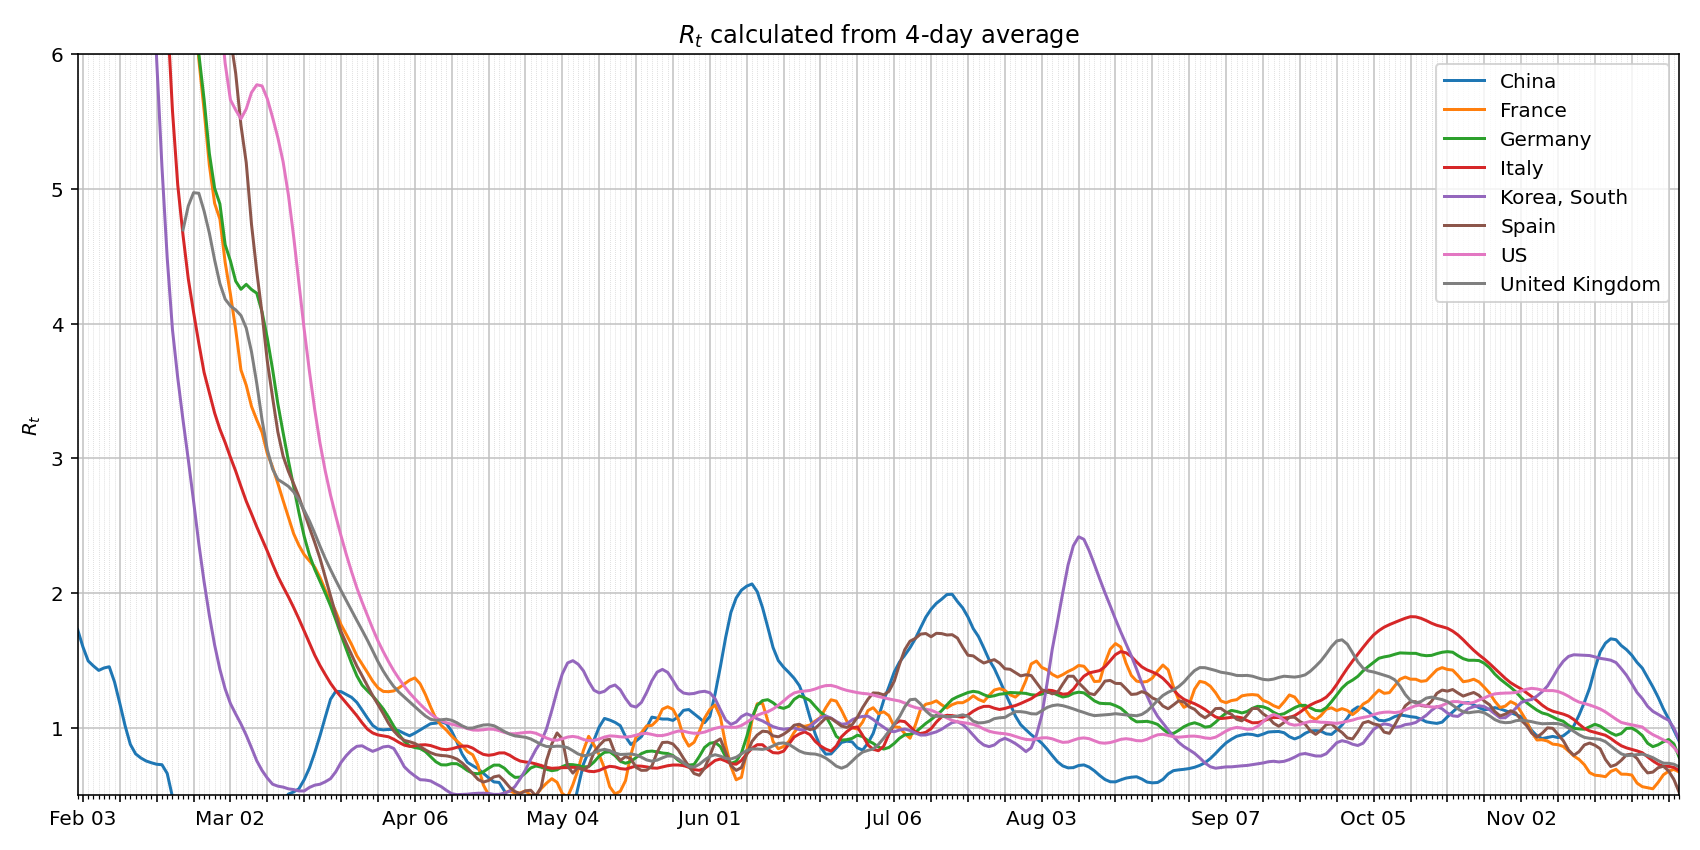 R_t calculated from 4-day average
6
5
4
3
2
1
R_t
China
France
Germany
Italy
Korea, South
Spain
US
United Kingdom
Feb 03 Mar 02 Apr 06 May 04 Jun 01 Jul 06 Aug 03 Sep 07 Oct 05 Nov 02